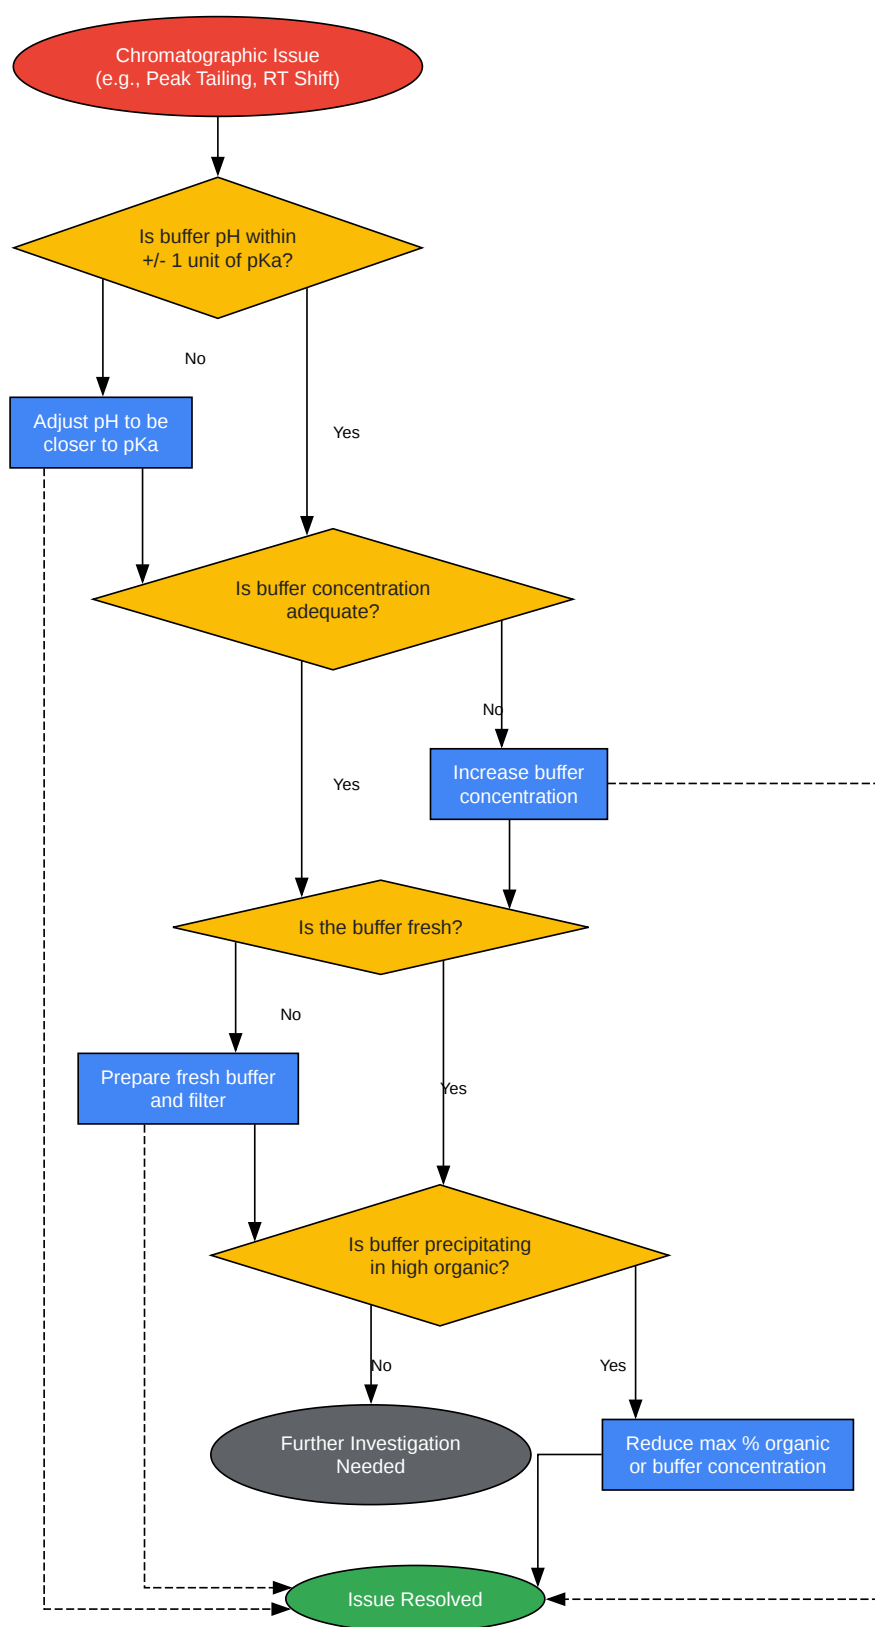 Chromatographic Issue
(e.g., Peak Tailing, RT Shift)
Is buffer pH within
+/- 1 unit of pKa?
No
Adjust pH to be
closer to pKa
Yes
Is buffer concentration
adequate?
No
Increase buffer
concentration
Yes
Is the buffer fresh?
No
Prepare fresh buffer
and filter
Yes
Is buffer precipitating
in high organic?
No
Yes
Further Investigation
Needed
Reduce max % organic
or buffer concentration
Issue Resolved